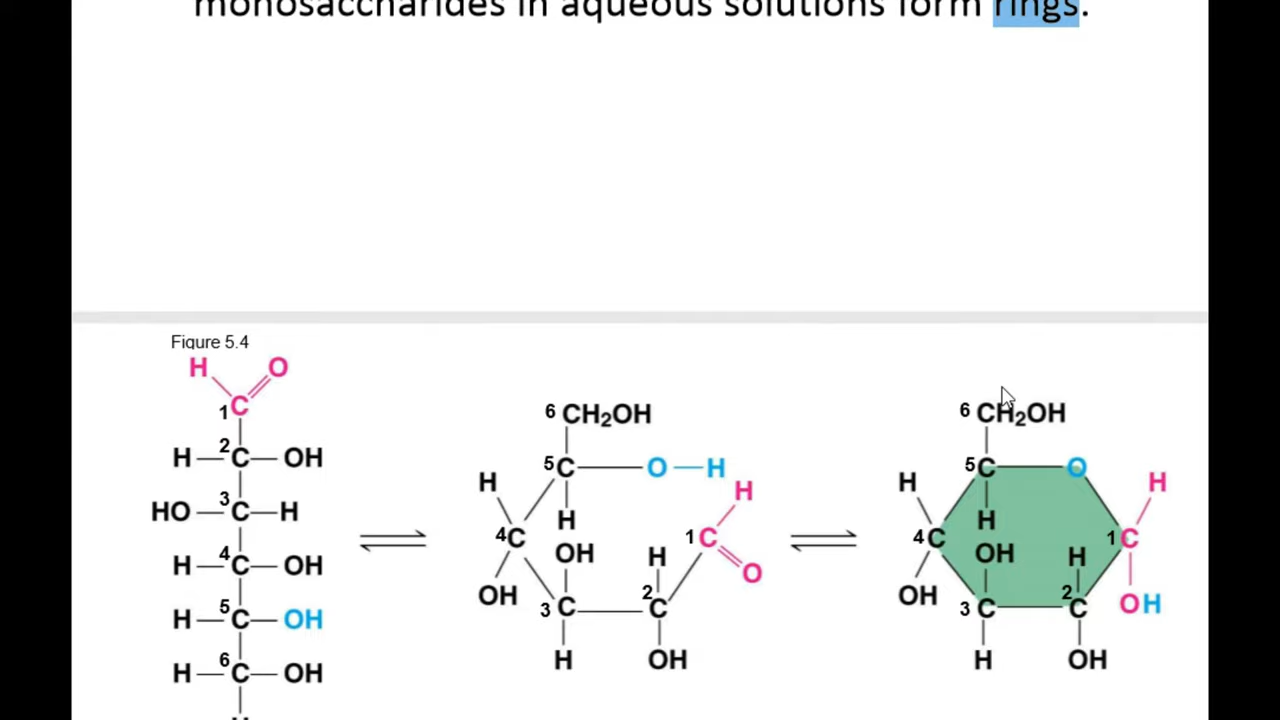 monosaccharides in aqueous solutions form rings.
Figure 5.4
H O
1 C
H 2 C OH
HO 3 C H
H 4 C OH
H 5 C OH
H 6 C OH
H
6 CH2OH
5 C O H
H H
H
4 C 1 C
OH H O
OH
3 C 2 C
H OH
6 CH2OH
5 C O
H H
H
4 C 1 C
OH H
OH OH
3 C 2 C
H OH